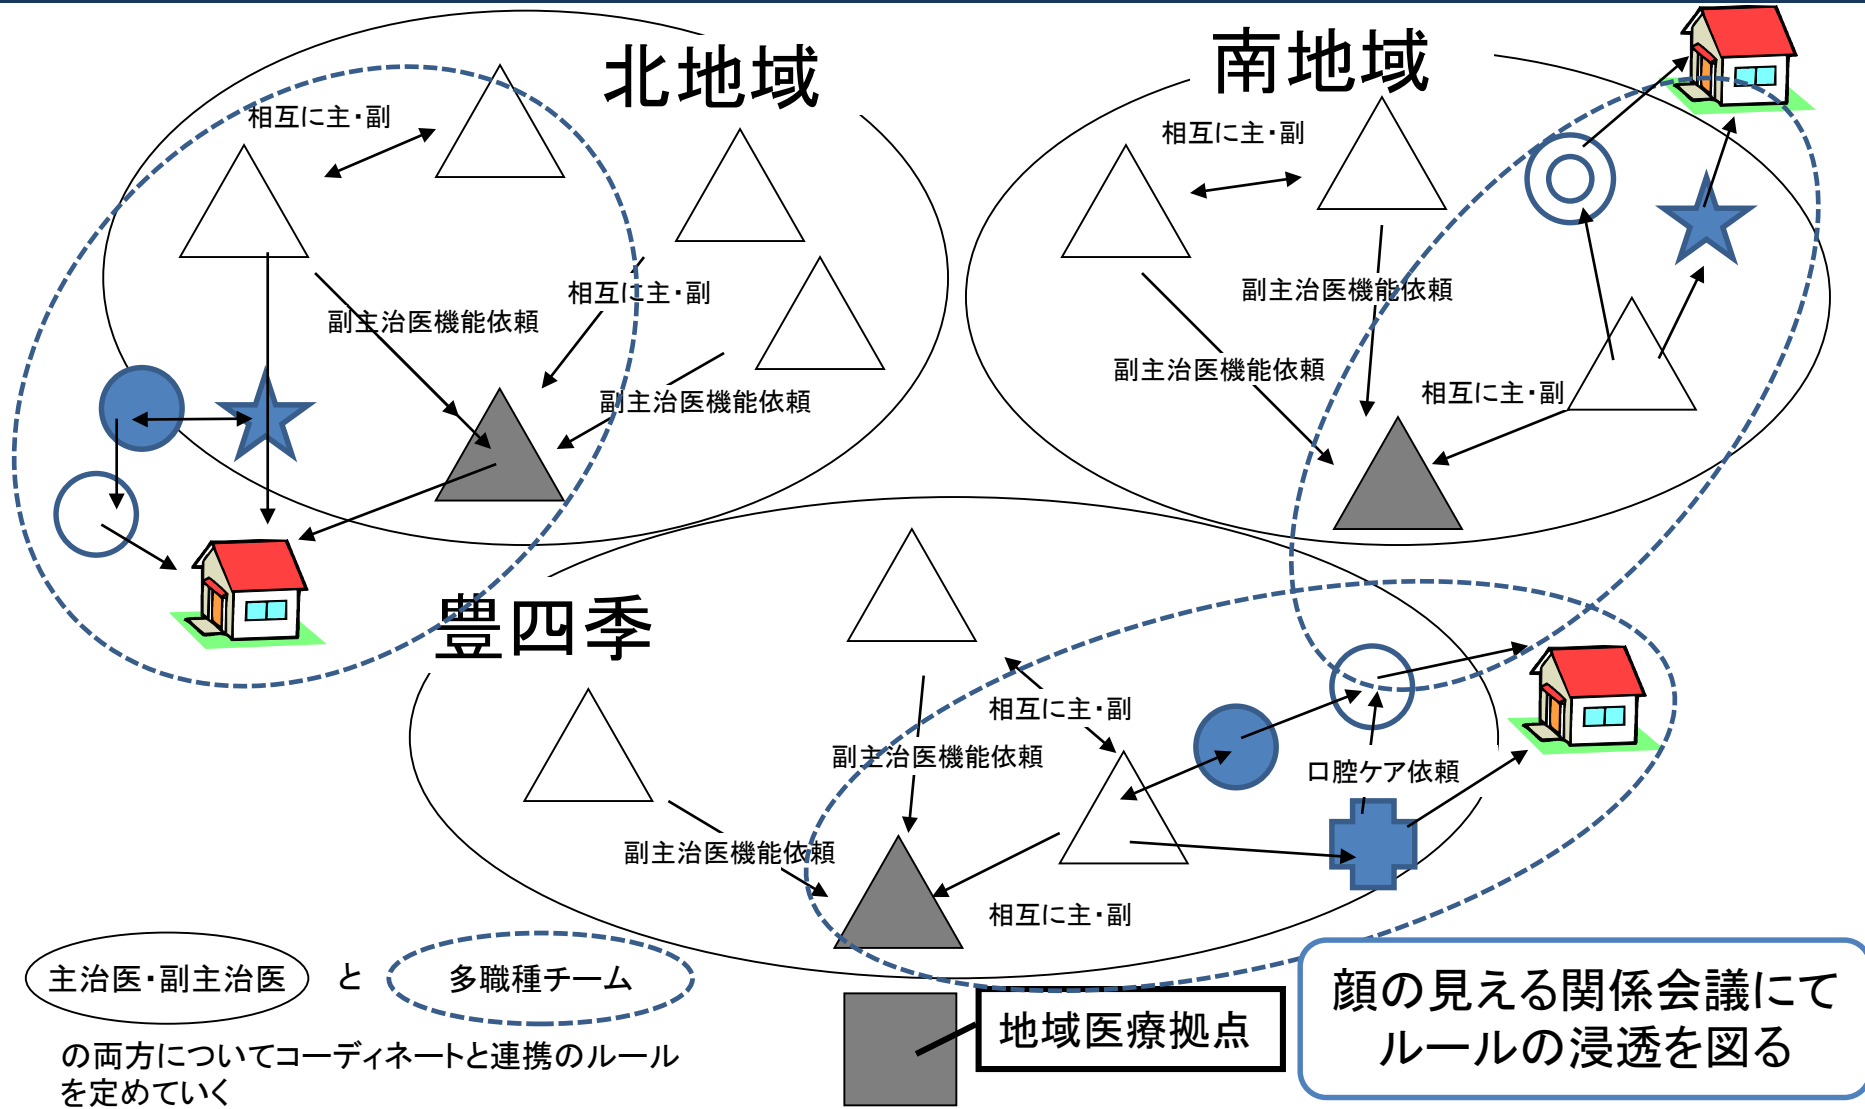 北地域
南地域
相互に主・副
相互に主・副
副主治医機能依頼
相互に主・副
副主治医機能依頼
副主治医機能依頼
副主治医機能依頼
相互に主・副
豊四季
相互に主・副
副主治医機能依頼
口腔ケア依頼
副主治医機能依頼
相互に主・副
主治医・副主治医 と 多職種チーム
の両方についてコーディネートと連携のルール
を定めていく
地域医療拠点
顔の見える関係会議にて
ルールの浸透を図る